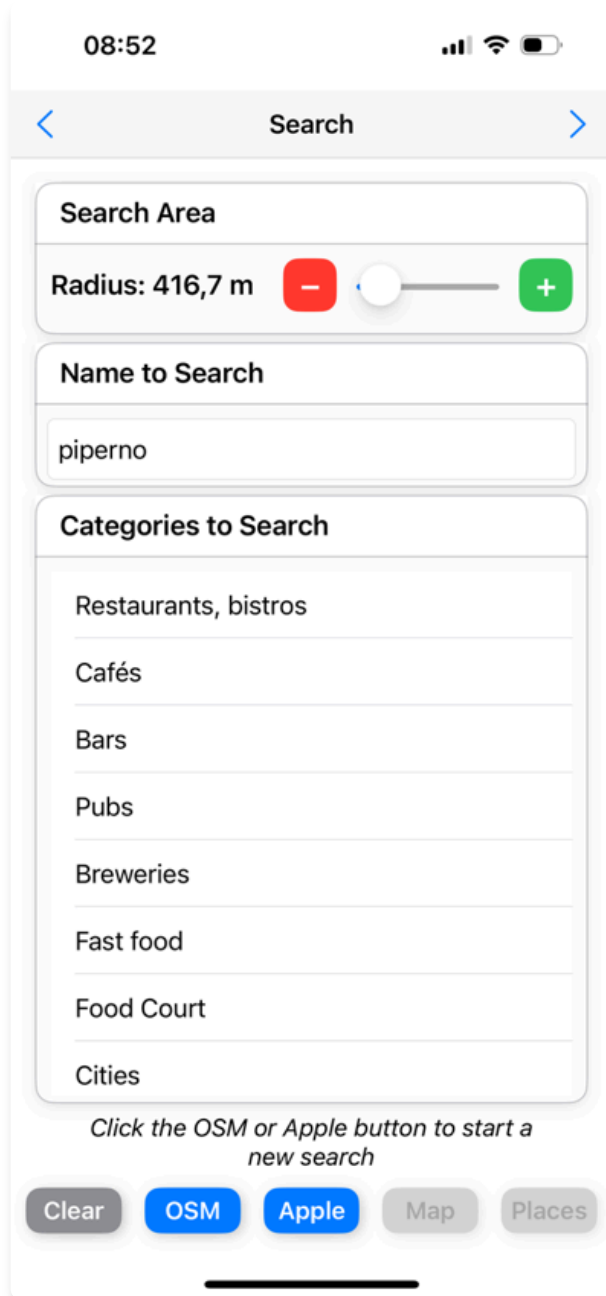 08:52
Search
Search Area
Radius: 416,7 m
Name to Search
piperno
Categories to Search
Restaurants, bistros
Cafés
Bars
Pubs
Breweries
Fast food
Food Court
Cities
Click the OSM or Apple button to start a
new search
Clear OSM Apple Map Places